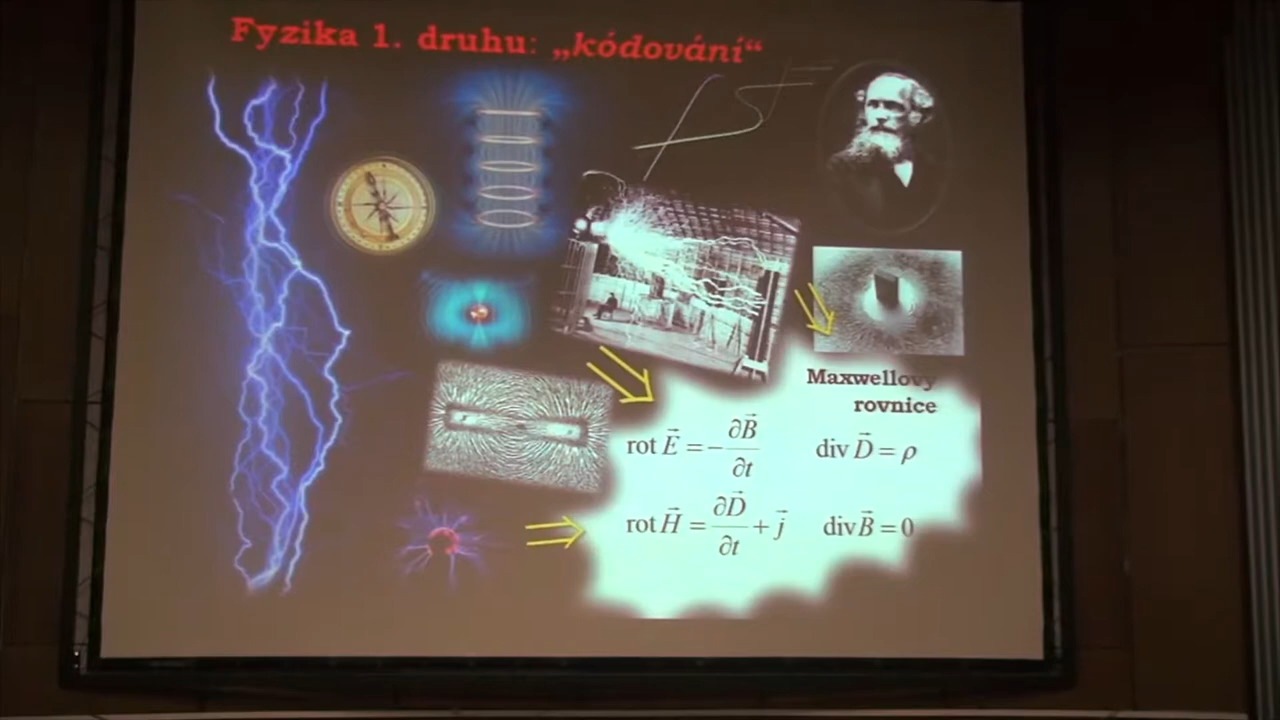 Fyzika 1. druhu: „kódování“
Maxwellovy
rovnice
rot E⃗ = − ∂B⃗/∂t
div D⃗ = ρ
rot H⃗ = ∂D⃗/∂t + j⃗
div B⃗ = 0